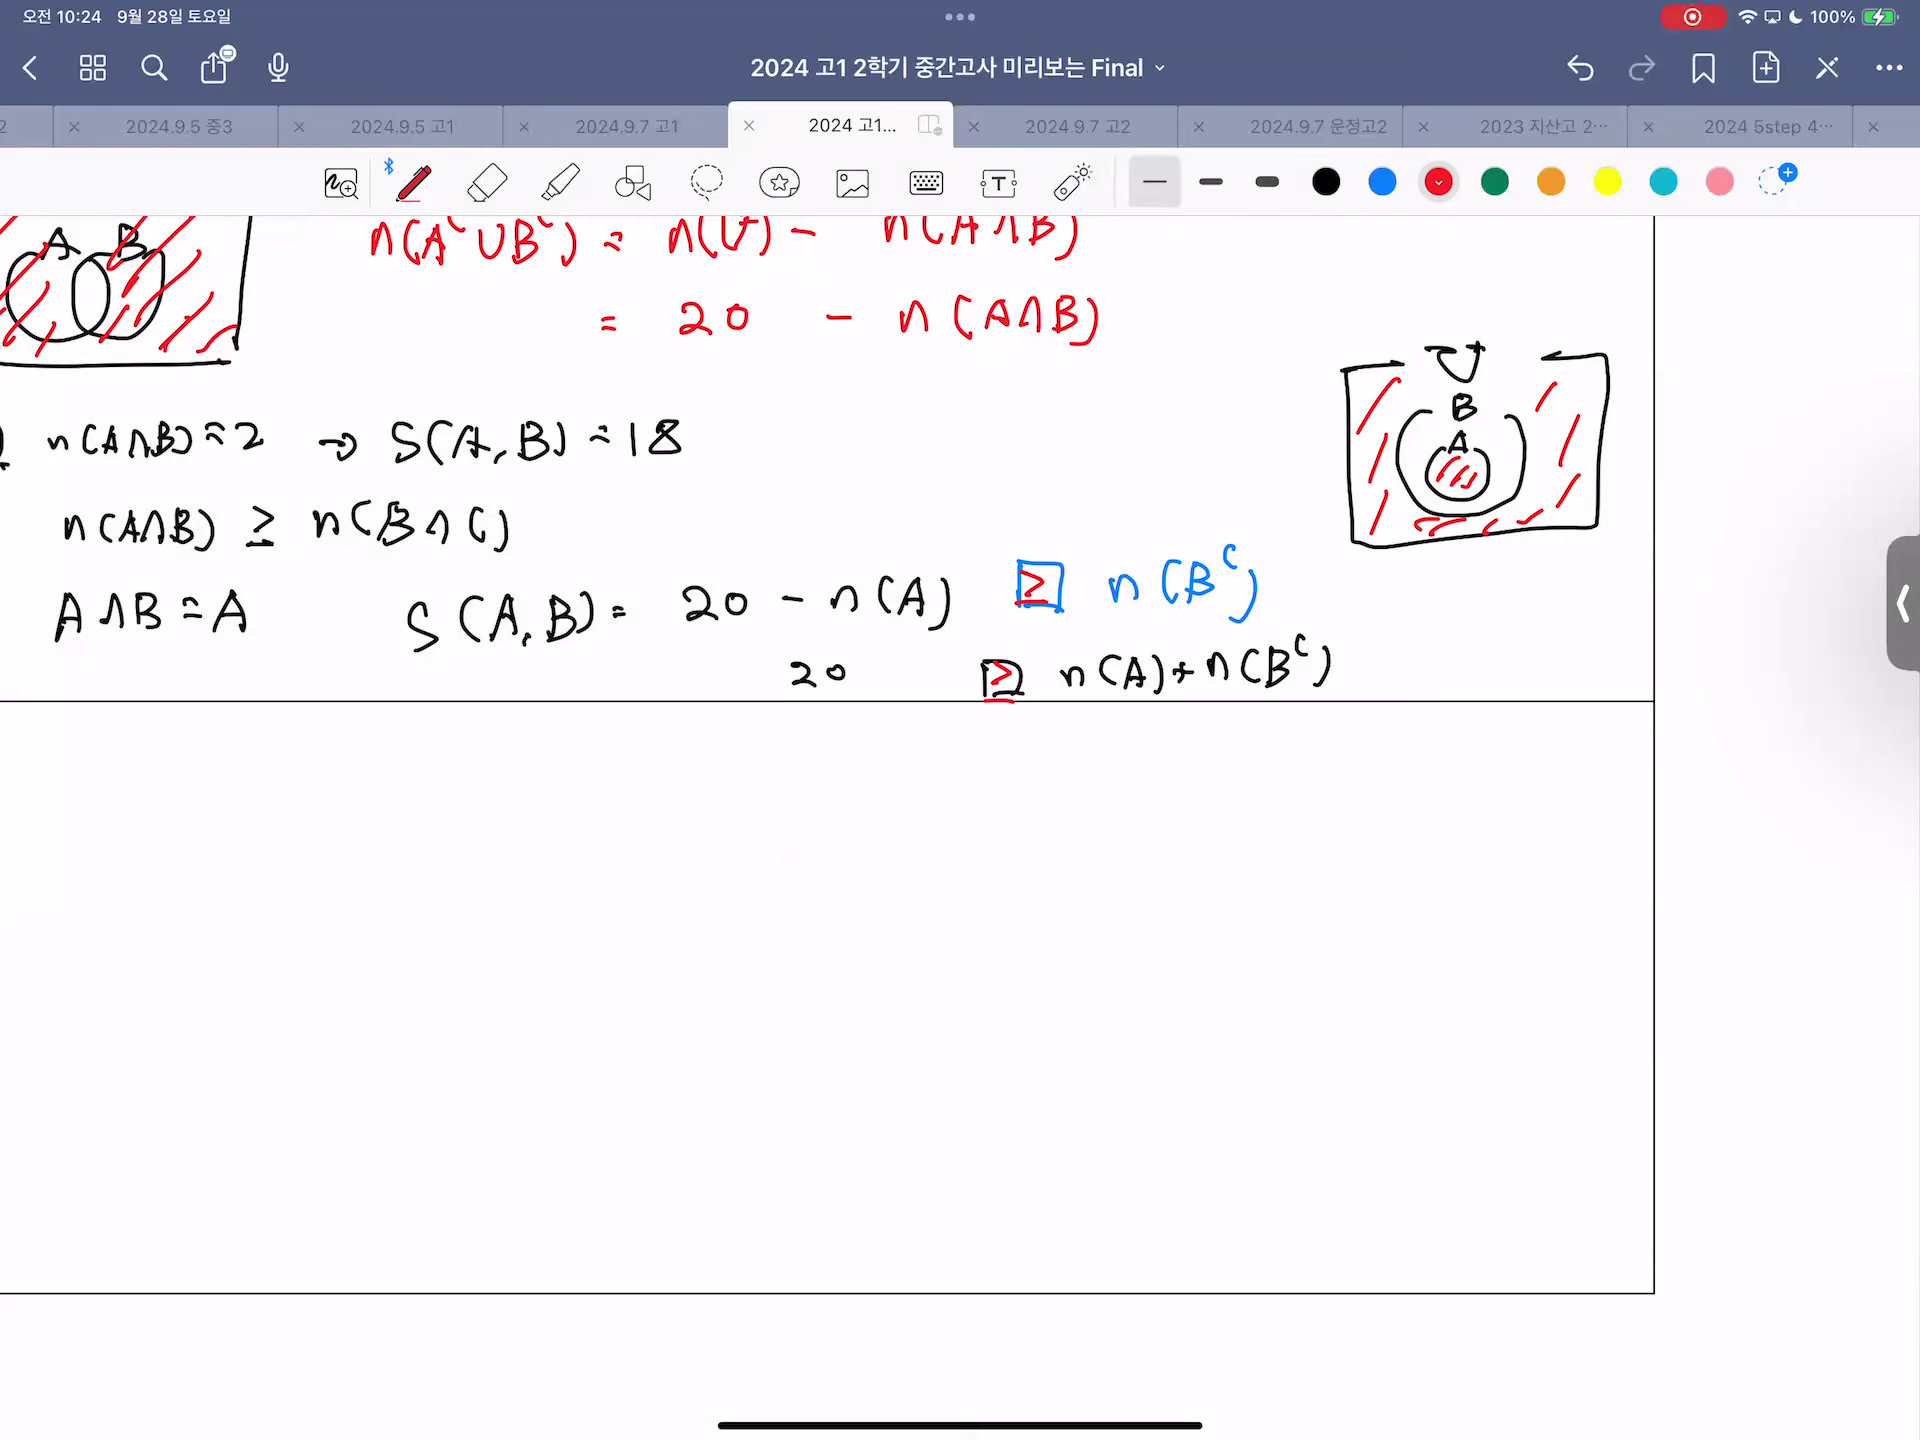 오전 10:24 9월 28일 토요일
100%
2024 고1 2학기 중간고사 미리보는 Final
2
2024.9.5 중3
2024.9.5 고1
2024.9.7 고1
2024 고1...
2024.9.7 고2
2024.9.7 운정고2
2023 지산고 2...
2024 5step 4...
T
A B
n(A^c∪B^c) = n(U) - n(A∩B)
= 20 - n(A∩B)
U
B
A
n(A∩B)=2 → S(A,B)=18
n(A∩B) ≥ n(B∩C)
A∩B=A S(A,B)= 20 - n(A) ≥ n(B^c)
20 ≥ n(A)+n(B^c)